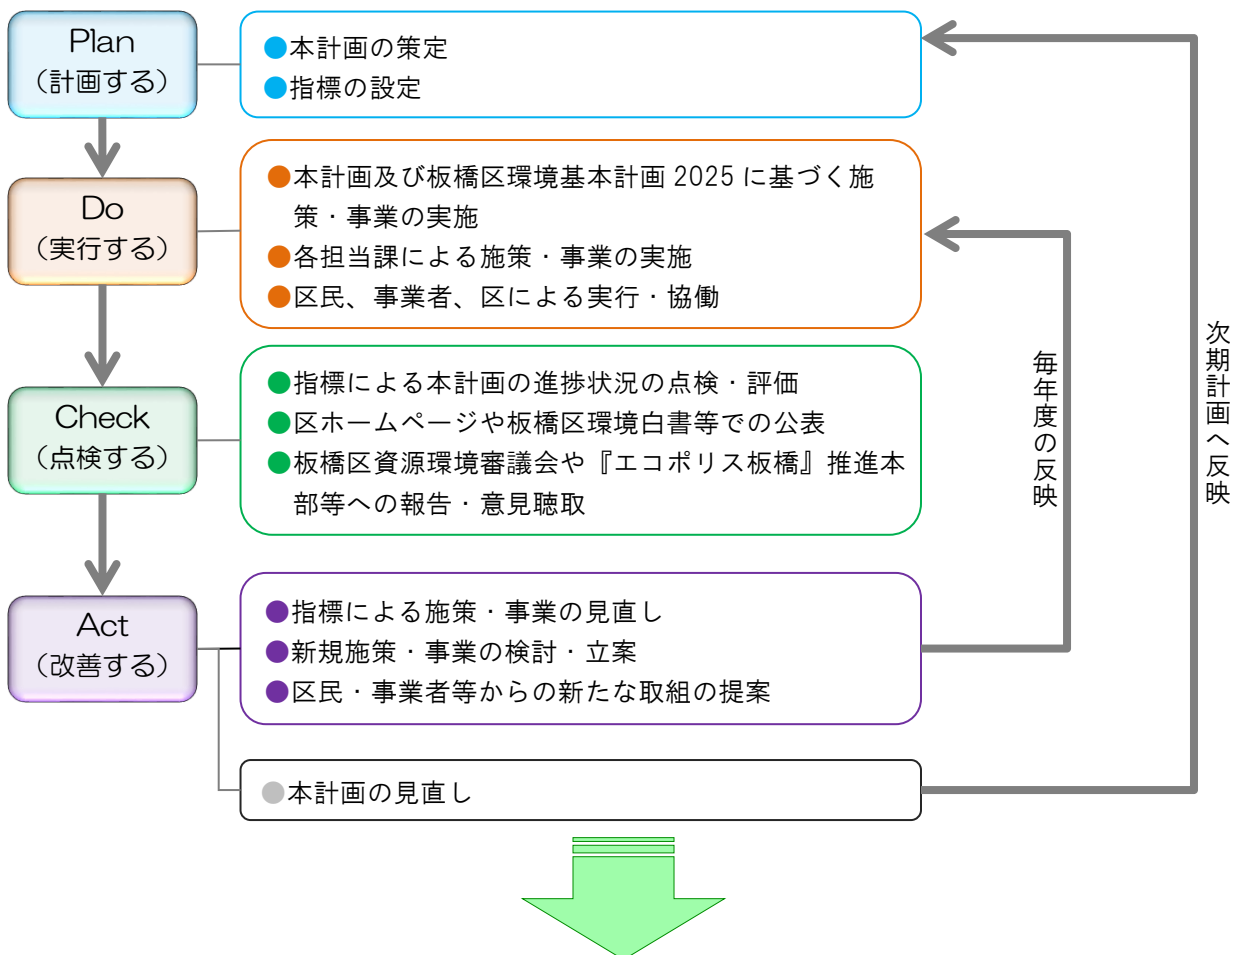 Plan
（計画する）
●本計画の策定
●指標の設定
Do
（実行する）
●本計画及び板橋区環境基本計画 2025 に基づく施
策・事業の実施
●各担当課による施策・事業の実施
●区民、事業者、区による実行・協働
Check
（点検する）
●指標による本計画の進捗状況の点検・評価
●区ホームページや板橋区環境白書等での公表
●板橋区資源環境審議会や『エコポリス板橋』推進本
部等への報告・意見聴取
Act
（改善する）
●指標による施策・事業の見直し
●新規施策・事業の検討・立案
●区民・事業者等からの新たな取組の提案
●本計画の見直し
毎年度の反映
次期計画へ反映